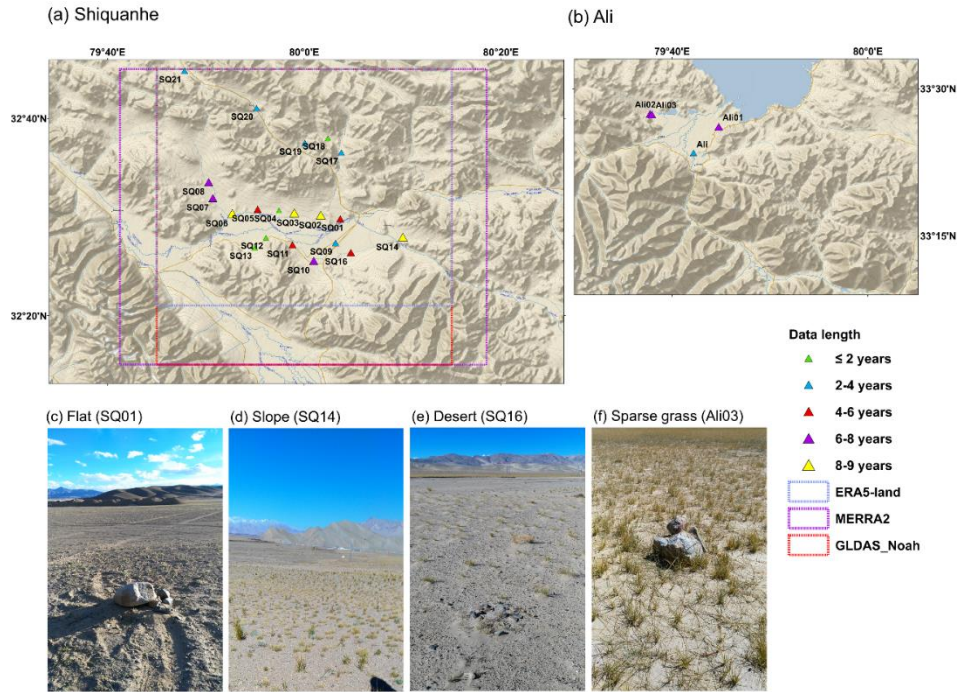 (a) Shiquanhe
(b) Ali
79°40'E 80°0'E 80°20'E
79°40'E 80°0'E
SQ21
32°40'N
SQ20
SQ19 SQ18
SQ17
SQ08
SQ07
SQ06 SQ05 SQ04 SQ03 SQ02 SQ01
SQ14
SQ12
SQ13 SQ11 SQ09
SQ10 SQ16
32°20'N
33°30'N
Ali02 Ali03
Ali01
Ali
33°15'N
Data length
≤ 2 years
2-4 years
4-6 years
6-8 years
8-9 years
ERA5-land
MERRA2
GLDAS_Noah
(c) Flat (SQ01)
(d) Slope (SQ14)
(e) Desert (SQ16)
(f) Sparse grass (Ali03)